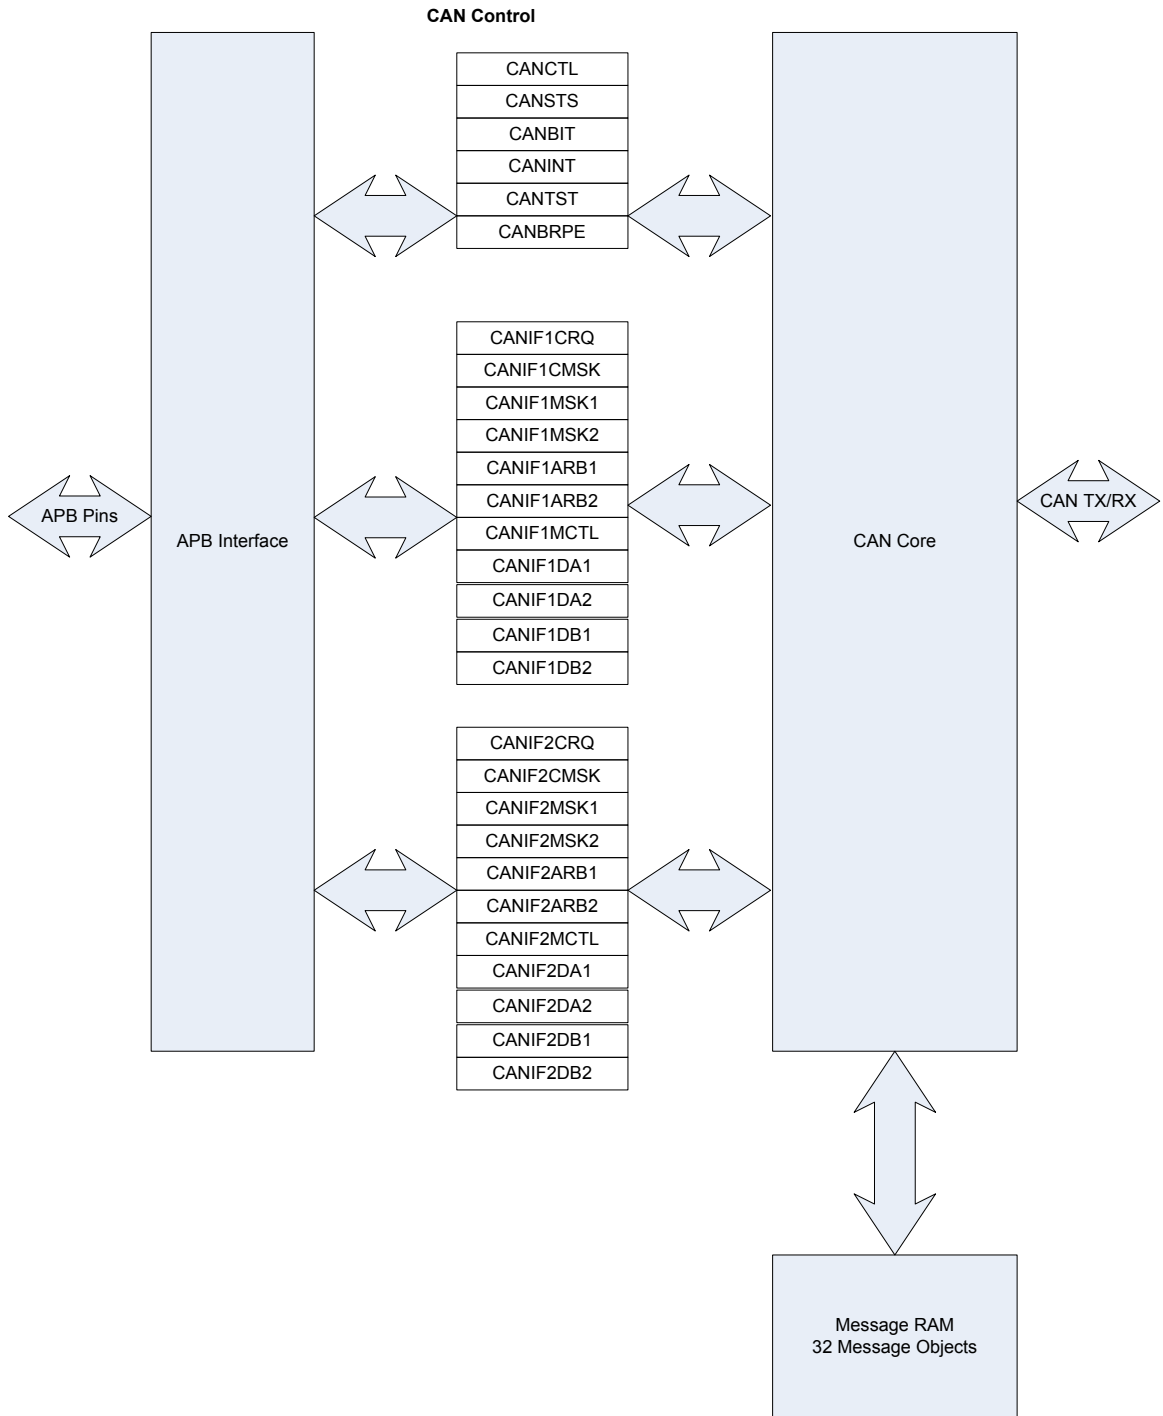 CAN Control
CANCTL
CANSTS
CANBIT
CANINT
CANTST
CANBRPE
CANIF1CRQ
CANIF1CMSK
CANIF1MSK1
CANIF1MSK2
CANIF1ARB1
CANIF1ARB2
CANIF1MCTL
CANIF1DA1
CANIF1DA2
CANIF1DB1
CANIF1DB2
APB Pins
APB Interface
CAN Core
CAN TX/RX
CANIF2CRQ
CANIF2CMSK
CANIF2MSK1
CANIF2MSK2
CANIF2ARB1
CANIF2ARB2
CANIF2MCTL
CANIF2DA1
CANIF2DA2
CANIF2DB1
CANIF2DB2
Message RAM
32 Message Objects